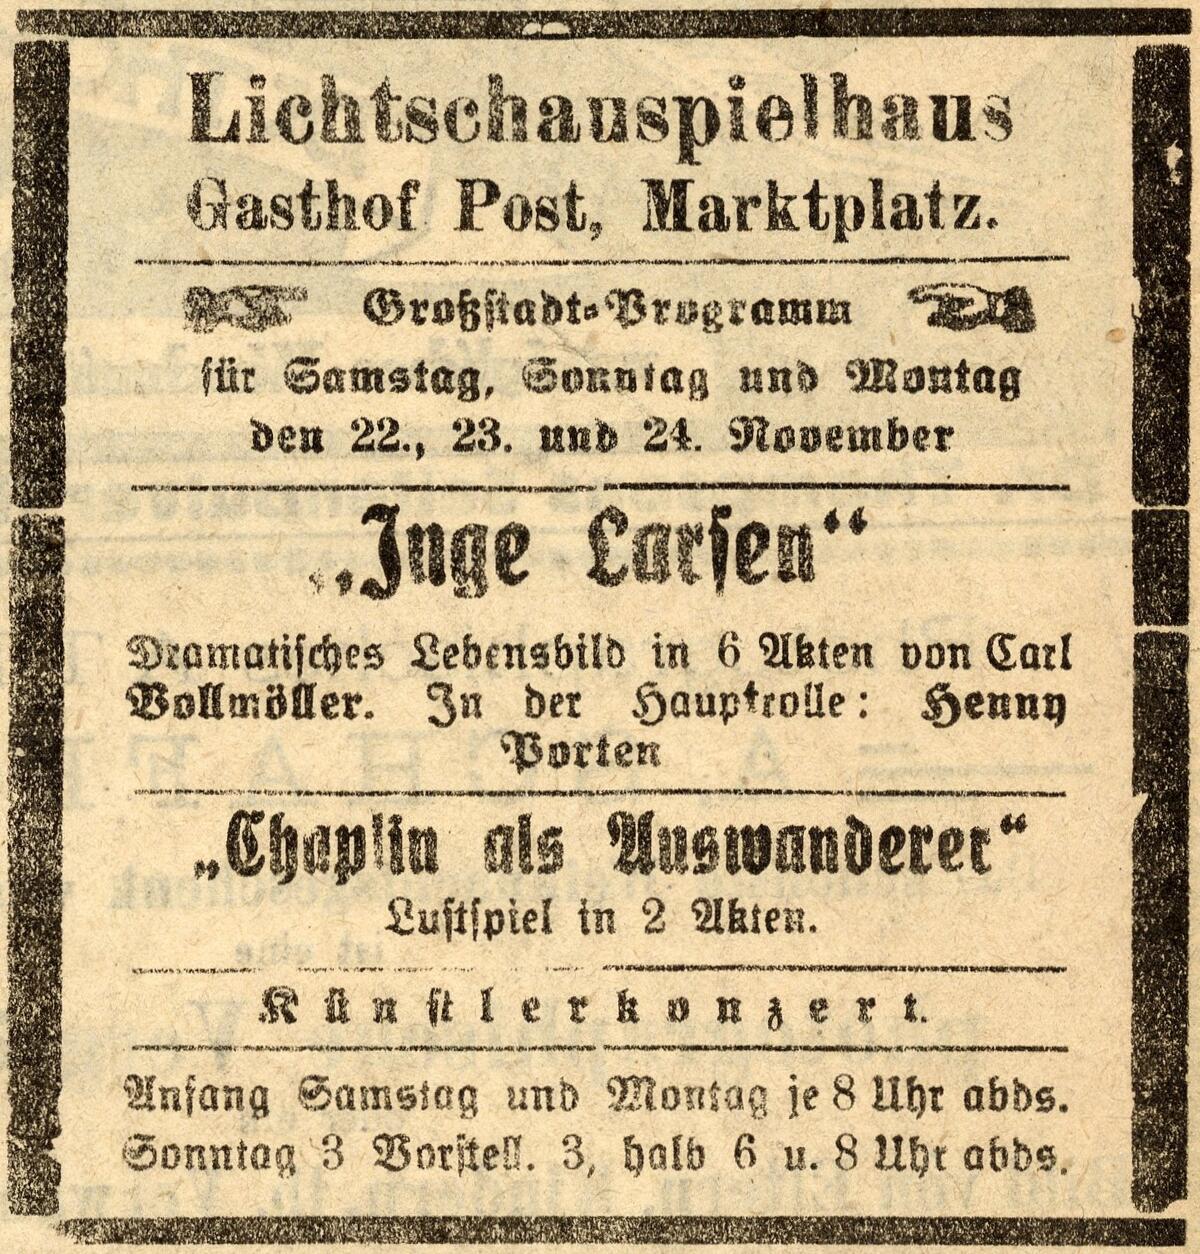 Lichtschauspielhaus
Gasthof Post, Marktplatz.
Großstadt-Programm
für Samstag, Sonntag und Montag
den 22., 23. und 24. November
„Inge Larsen“
Dramatisches Lebensbild in 6 Akten von Carl
Vollmöller. In der Hauptrolle: Henny
Porten
„Chaplin als Auswanderer“
Lustspiel in 2 Akten.
Künstlerkonzert.
Anfang Samstag und Montag je 8 Uhr abds.
Sonntag 3 Vorstell. 3, halb 6 u. 8 Uhr abds.